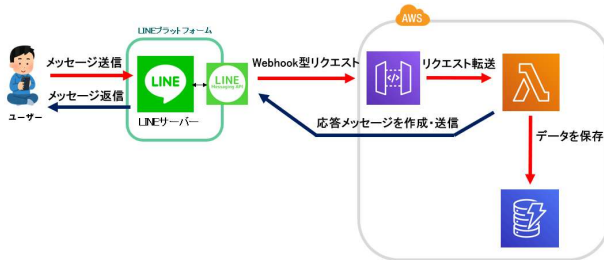 AWS
LINEプラットフォーム
メッセージ送信
Webhook型リクエスト
リクエスト転送
LINE
LINE
Messaging API
メッセージ返信
ユーザー
LINEサーバー
応答メッセージを作成・送信
データを保存